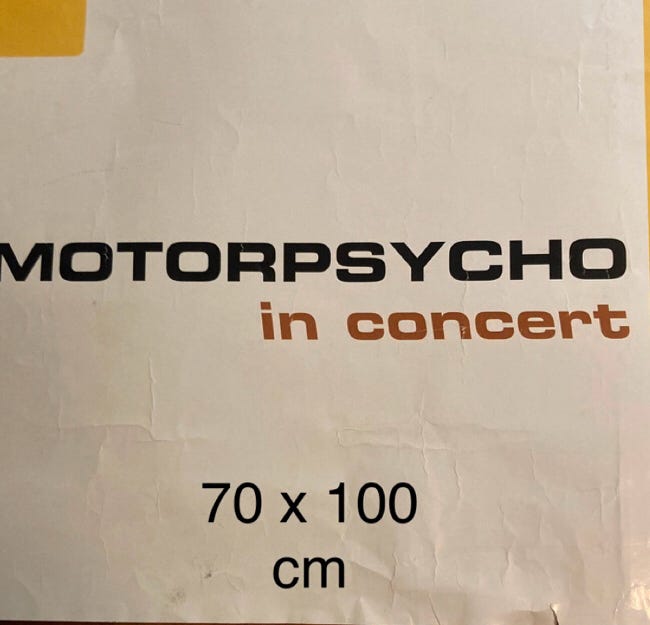 MOTORPSYCHO
in concert
70 x 100
cm